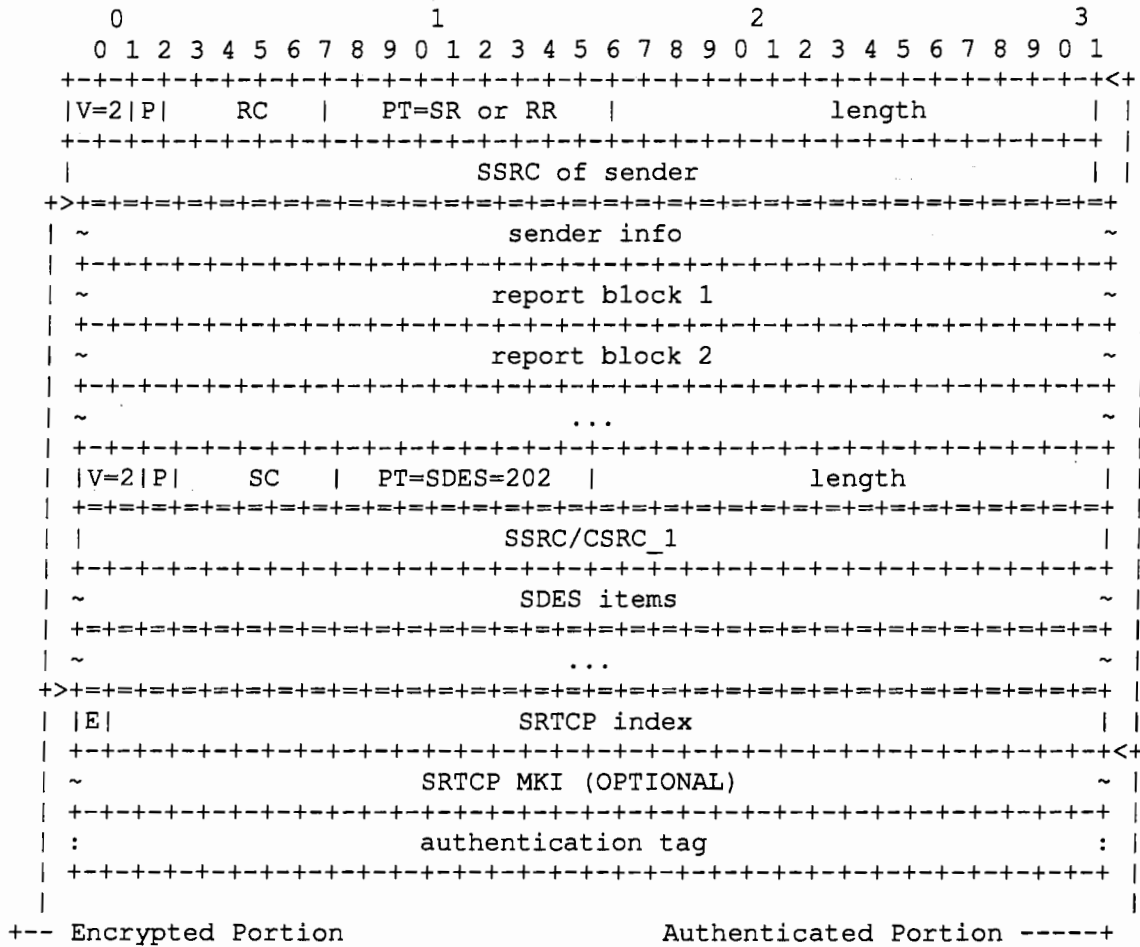 0                   1                   2                   3
0 1 2 3 4 5 6 7 8 9 0 1 2 3 4 5 6 7 8 9 0 1 2 3 4 5 6 7 8 9 0 1
+-+-+-+-+-+-+-+-+-+-+-+-+-+-+-+-+-+-+-+-+-+-+-+-+-+-+-+-+-+-+-+-+<+
|V=2|P| RC | PT=SR or RR | length | |
+-+-+-+-+-+-+-+-+-+-+-+-+-+-+-+-+-+-+-+-+-+-+-+-+-+-+-+-+-+-+-+-+ |
| SSRC of sender | |
+>+=+=+=+=+=+=+=+=+=+=+=+=+=+=+=+=+=+=+=+=+=+=+=+=+=+=+=+=+=+=+=+=+
| ~ sender info ~
| +-+-+-+-+-+-+-+-+-+-+-+-+-+-+-+-+-+-+-+-+-+-+-+-+-+-+-+-+-+-+-+-+
| ~ report block 1 ~
| +-+-+-+-+-+-+-+-+-+-+-+-+-+-+-+-+-+-+-+-+-+-+-+-+-+-+-+-+-+-+-+-+
| ~ report block 2 ~
| +-+-+-+-+-+-+-+-+-+-+-+-+-+-+-+-+-+-+-+-+-+-+-+-+-+-+-+-+-+-+-+-+ |
| ~ ... ~ |
| +-+-+-+-+-+-+-+-+-+-+-+-+-+-+-+-+-+-+-+-+-+-+-+-+-+-+-+-+-+-+-+-+ |
| |V=2|P| SC | PT=SDES=202 | length | |
| +=+=+=+=+=+=+=+=+=+=+=+=+=+=+=+=+=+=+=+=+=+=+=+=+=+=+=+=+=+=+=+=+ |
| | SSRC/CSRC_1 | |
| +-+-+-+-+-+-+-+-+-+-+-+-+-+-+-+-+-+-+-+-+-+-+-+-+-+-+-+-+-+-+-+-+ |
| ~ SDES items ~ |
| +=+=+=+=+=+=+=+=+=+=+=+=+=+=+=+=+=+=+=+=+=+=+=+=+=+=+=+=+=+=+=+=+ |
| ~ ... ~ |
+>+=+=+=+=+=+=+=+=+=+=+=+=+=+=+=+=+=+=+=+=+=+=+=+=+=+=+=+=+=+=+=+=+ |
| |E| SRTCP index | |
| +-+-+-+-+-+-+-+-+-+-+-+-+-+-+-+-+-+-+-+-+-+-+-+-+-+-+-+-+-+-+-+-+<+
| ~ SRTCP MKI (OPTIONAL) ~ |
| +-+-+-+-+-+-+-+-+-+-+-+-+-+-+-+-+-+-+-+-+-+-+-+-+-+-+-+-+-+-+-+-+ |
| : authentication tag : |
| +-+-+-+-+-+-+-+-+-+-+-+-+-+-+-+-+-+-+-+-+-+-+-+-+-+-+-+-+-+-+-+-+ |
| |
+-- Encrypted Portion Authenticated Portion -----+